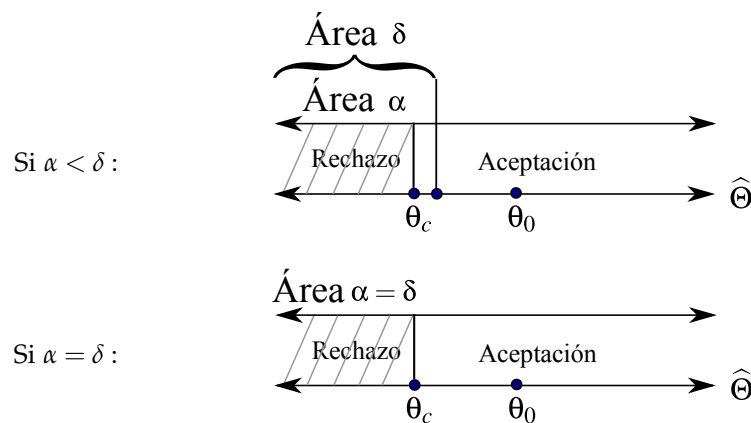 Área δ
Área α
Si α < δ :
Rechazo Aceptación
θc θ0 Θ̂
Área α = δ
Si α = δ :
Rechazo Aceptación
θc θ0 Θ̂